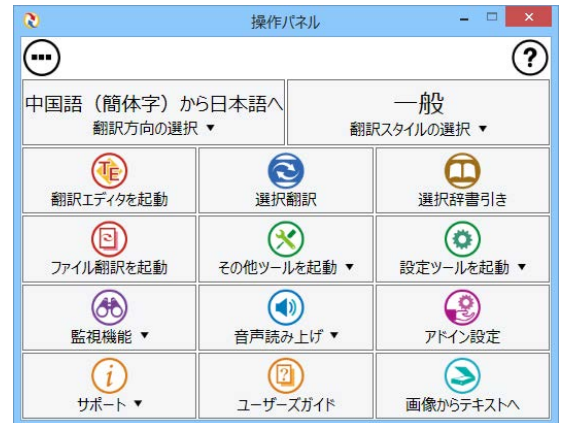 操作パネル
中国語（簡体字）から日本語へ
翻訳方向の選択 ▼
一般
翻訳スタイルの選択 ▼
TE
翻訳エディタを起動
選択翻訳
選択辞書引き
ファイル翻訳を起動
その他ツールを起動 ▼
設定ツールを起動 ▼
監視機能 ▼
音声読み上げ ▼
アドイン設定
サポート ▼
ユーザーズガイド
画像からテキストへ